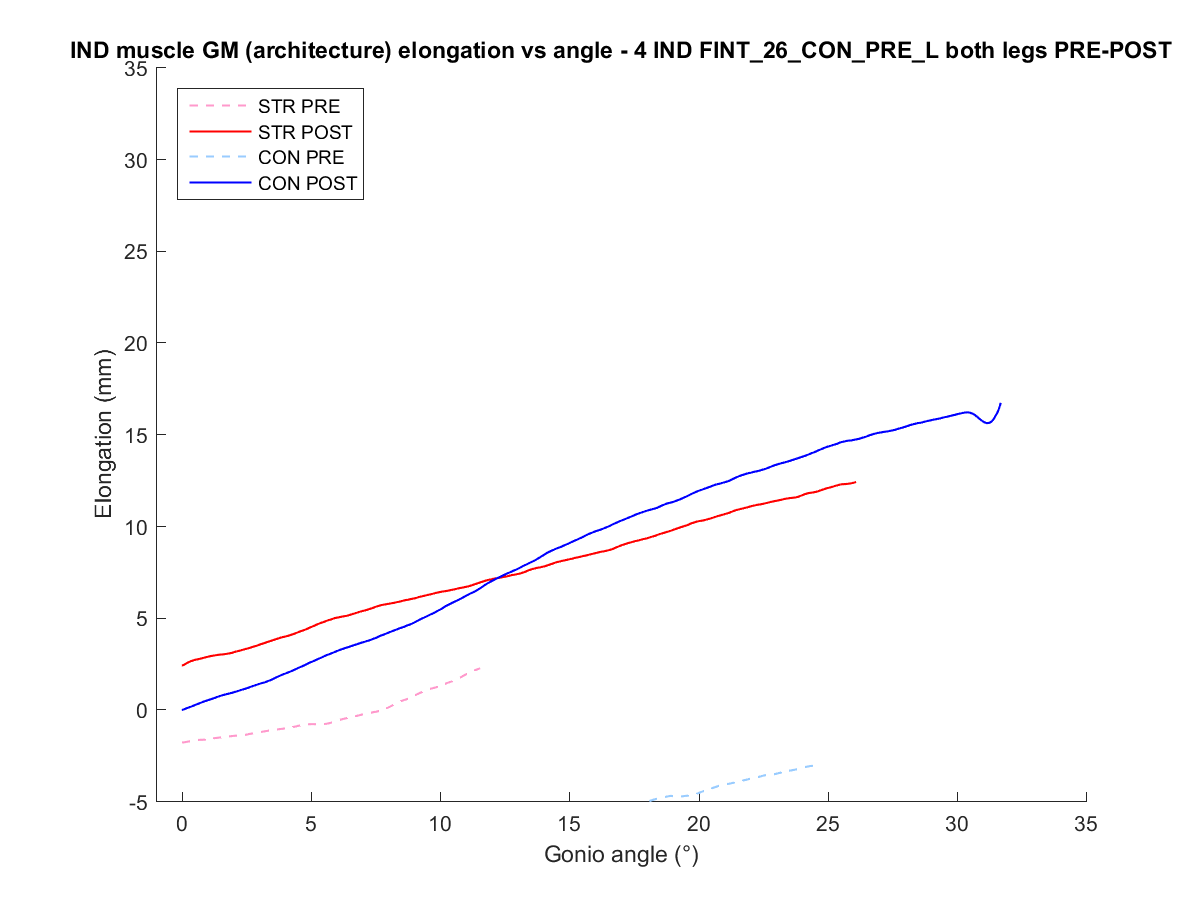 IND muscle GM (architecture) elongation vs angle - 4 IND FINT_26_CON_PRE_L both legs PRE-POST
35
30
25
20
15
10
5
0
-5
Elongation (mm)
STR PRE
STR POST
CON PRE
CON POST
0 5 10 15 20 25 30 35
Gonio angle (°)